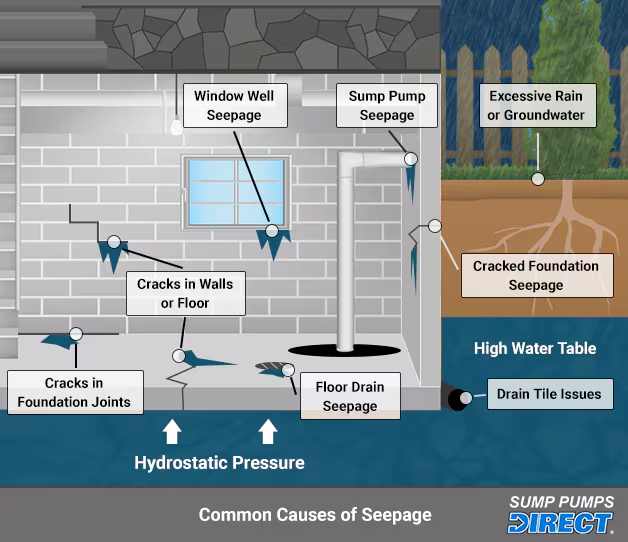 Window Well
Seepage
Sump Pump
Seepage
Excessive Rain
or Groundwater
Cracks in Walls
or Floor
Cracked Foundation
Seepage
High Water Table
Cracks in
Foundation Joints
Floor Drain
Seepage
Drain Tile Issues
Hydrostatic Pressure
Common Causes of Seepage
SUMP PUMPS
DIRECT.